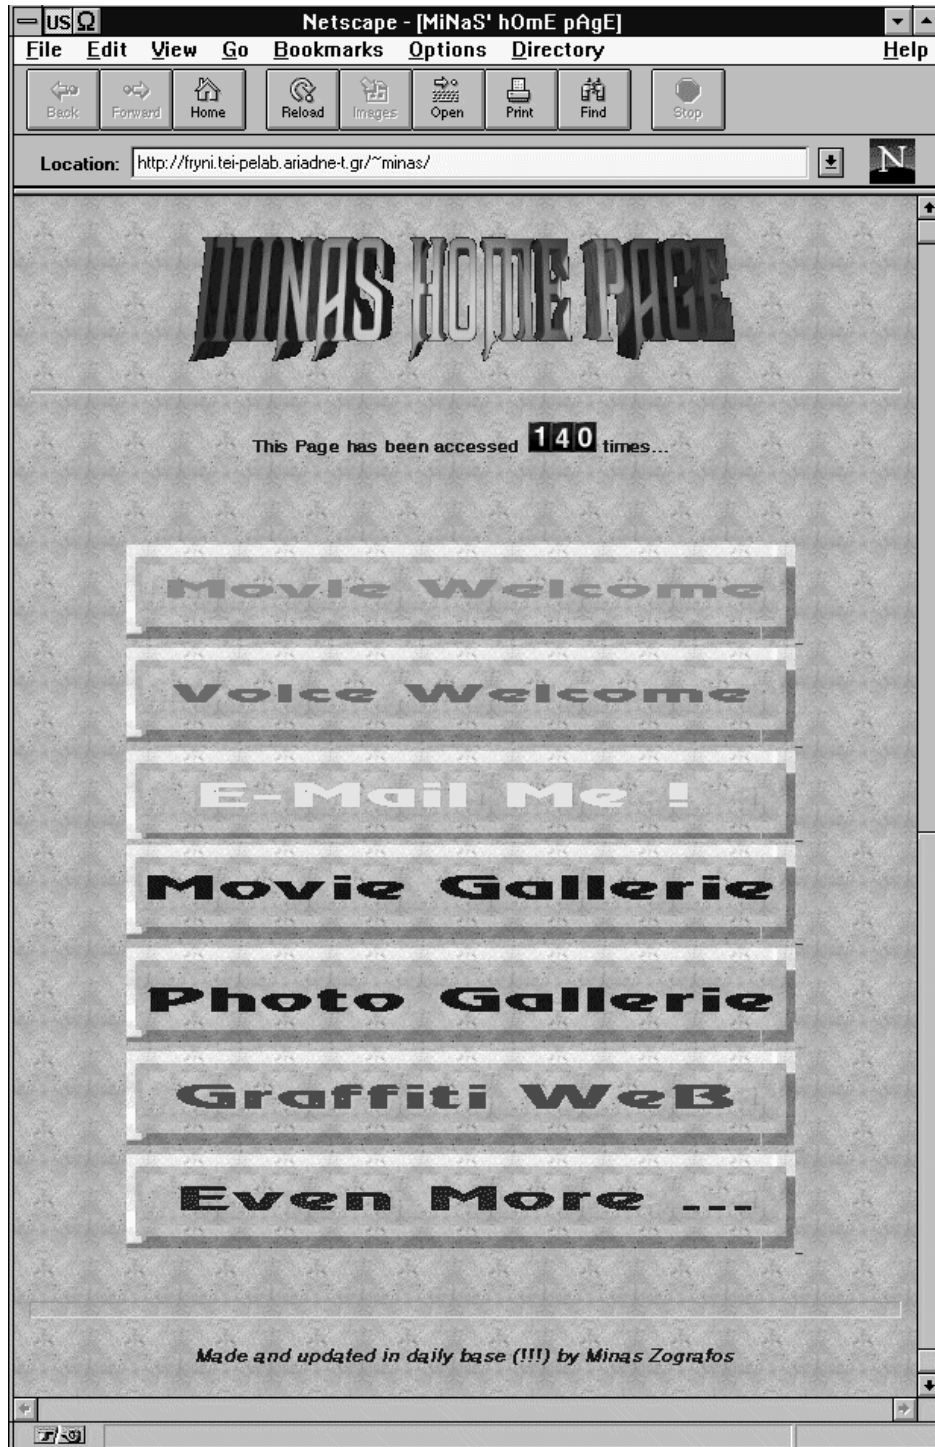 US Ω Netscape - [MiNaS' hOmE pAgE]
File Edit View Go Bookmarks Options Directory Help
Back Forward Home Reload Images Open Print Find Stop
Location: http://fryni.tei-pelab.ariadne-t.gr/~minas/ N
MINAS HOME PAGE
This Page has been accessed 140 times...
Movie Welcome
Voice Welcome
E-Mail Me !
Movie Gallerie
Photo Gallerie
Graffiti WeB
Even More ...
Made and updated in daily base (!!!) by Minas Zografos